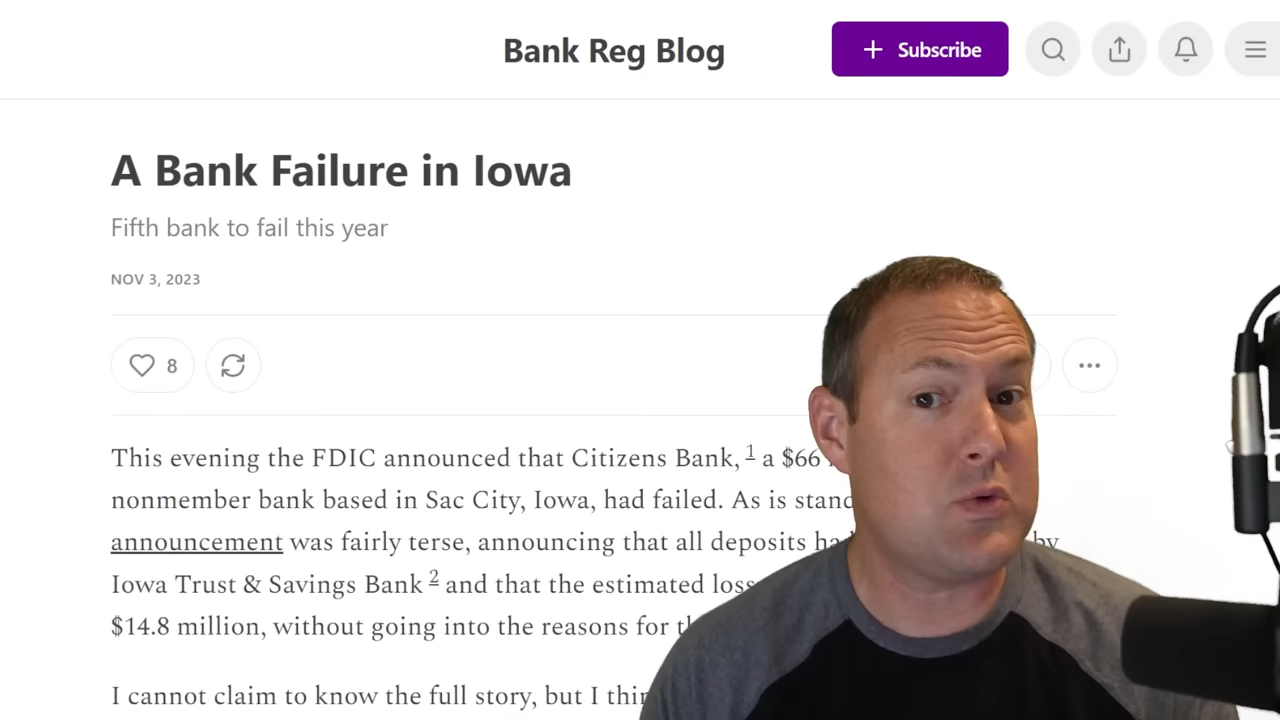 Bank Reg Blog
+ Subscribe
A Bank Failure in Iowa
Fifth bank to fail this year
NOV 3, 2023
8
This evening the FDIC announced that Citizens Bank, 1 a $66
nonmember bank based in Sac City, Iowa, had failed. As is
announcement was fairly terse, announcing that all deposits by
Iowa Trust & Savings Bank 2 and that the estimated loss
$14.8 million, without going into the reasons for
I cannot claim to know the full story, but I